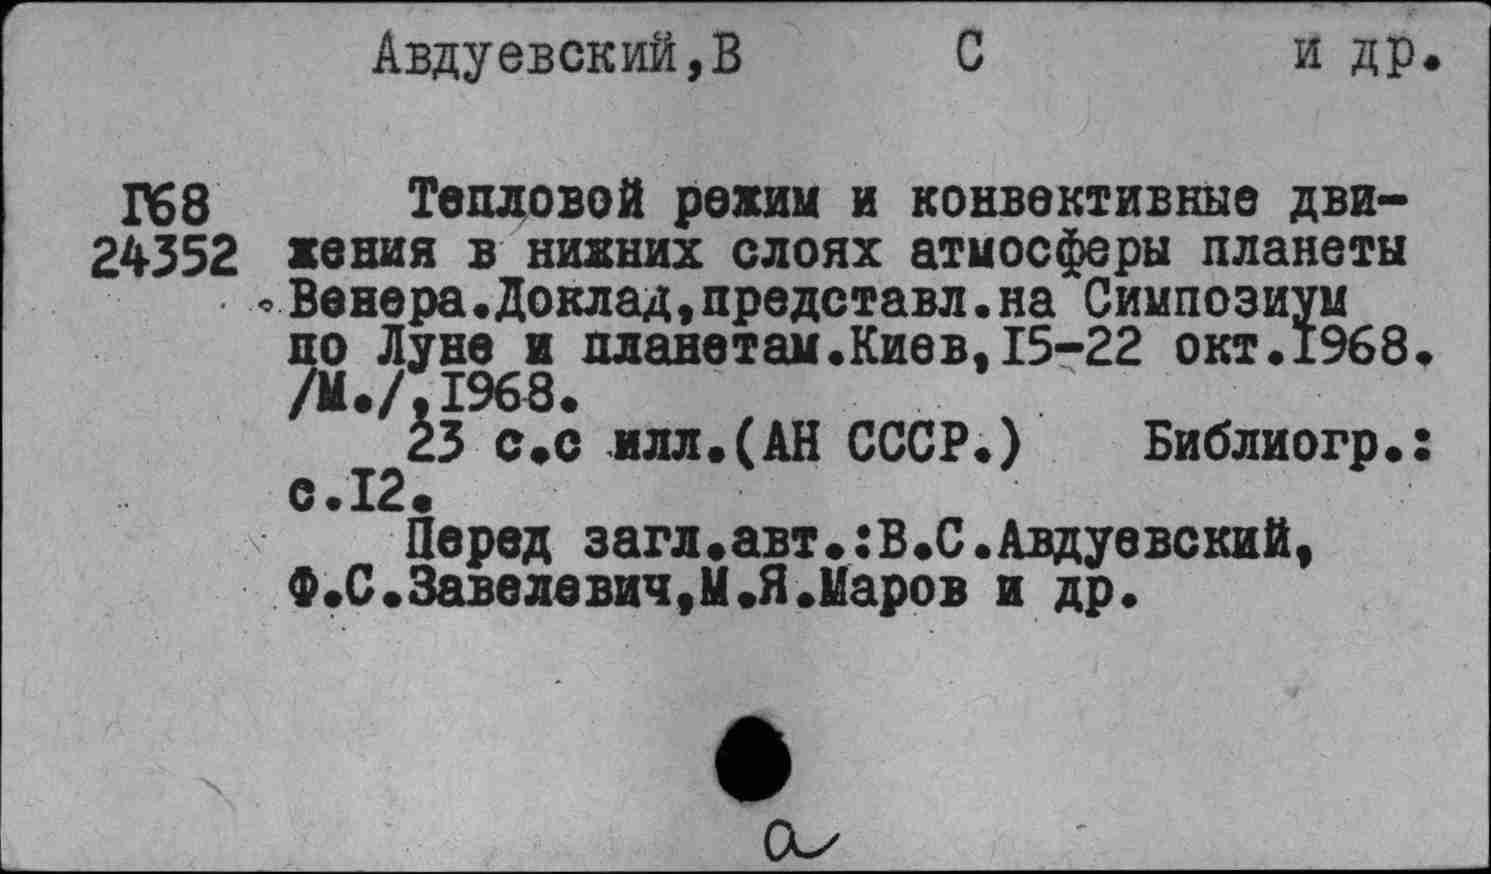 Авдуевский,В С и др.
Г68 Тепловой режим и конвективные дви-
24352 жения в нижних слоях атмосферы планеты
Венера.Доклад,представл.на Симпозиум
по Луне и планетам.Киев,15-22 окт.1968.
/М./,1968.
23 с.с илл.(АН СССР.) Библиогр.:
с.12.
Перед загл.авт.:В.С.Авдуевский,
Ф.С.Завелевич,М.Я.Маров и др.
а